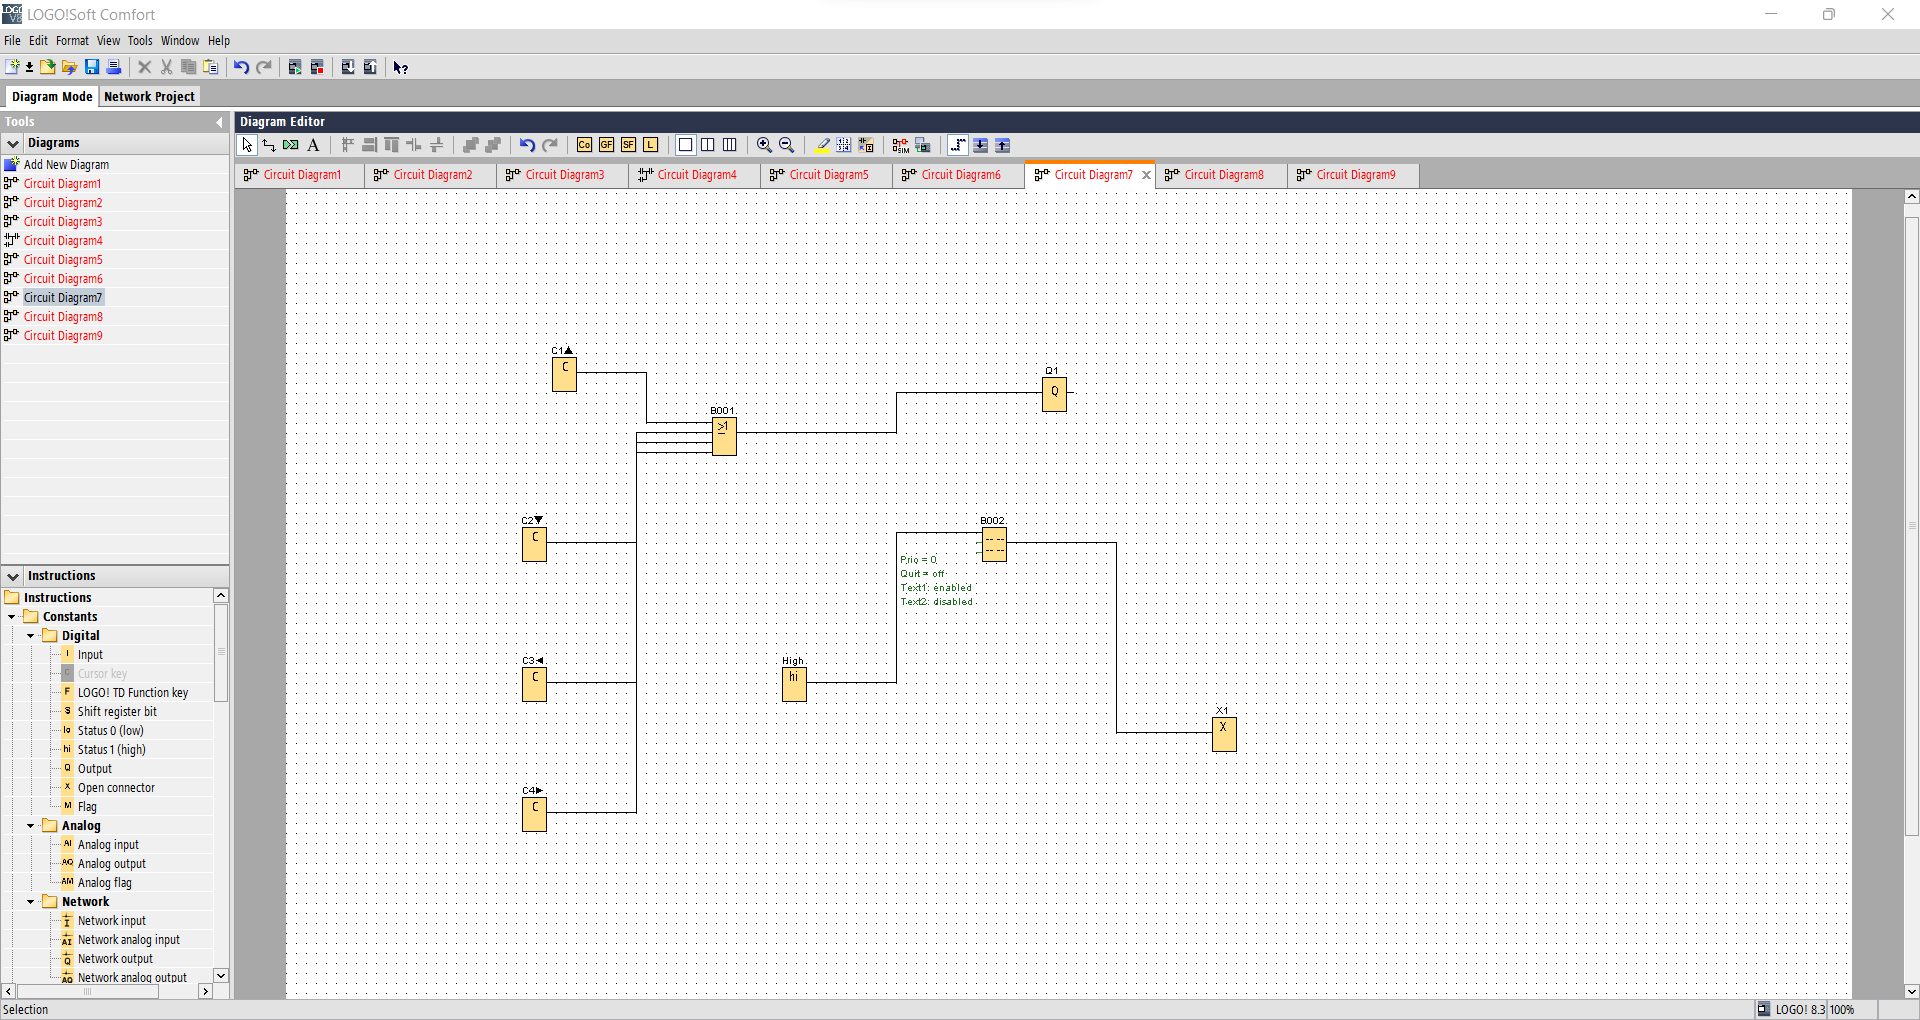 LOGO!Soft Comfort
File Edit Format View Tools Window Help
Diagram Mode Network Project
Tools
Diagrams
Add New Diagram
Circuit Diagram1
Circuit Diagram2
Circuit Diagram3
Circuit Diagram4
Circuit Diagram5
Circuit Diagram6
Circuit Diagram7
Circuit Diagram8
Circuit Diagram9
Instructions
Instructions
Constants
Digital
I Input
C Cursor key
F LOGO! TD Function key
S Shift register bit
lo Status 0 (low)
hi Status 1 (high)
Q Output
X Open connector
M Flag
Analog
AI Analog input
AQ Analog output
AM Analog flag
Network
I Network input
AI Network analog input
Q Network output
AQ Network analog output
Diagram Editor
A Co GF SF L SIM
Circuit Diagram1 Circuit Diagram2 Circuit Diagram3 Circuit Diagram4 Circuit Diagram5 Circuit Diagram6 Circuit Diagram7 Circuit Diagram8 Circuit Diagram9
C1▲
C
Q1
Q
B001
≥1
C2▼
C
B002
Prio = 0
Quit = off
Text1: enabled
Text2: disabled
C3◄
C
High
hi
X1
X
C4►
C
Selection
LOGO! 8.3 100%